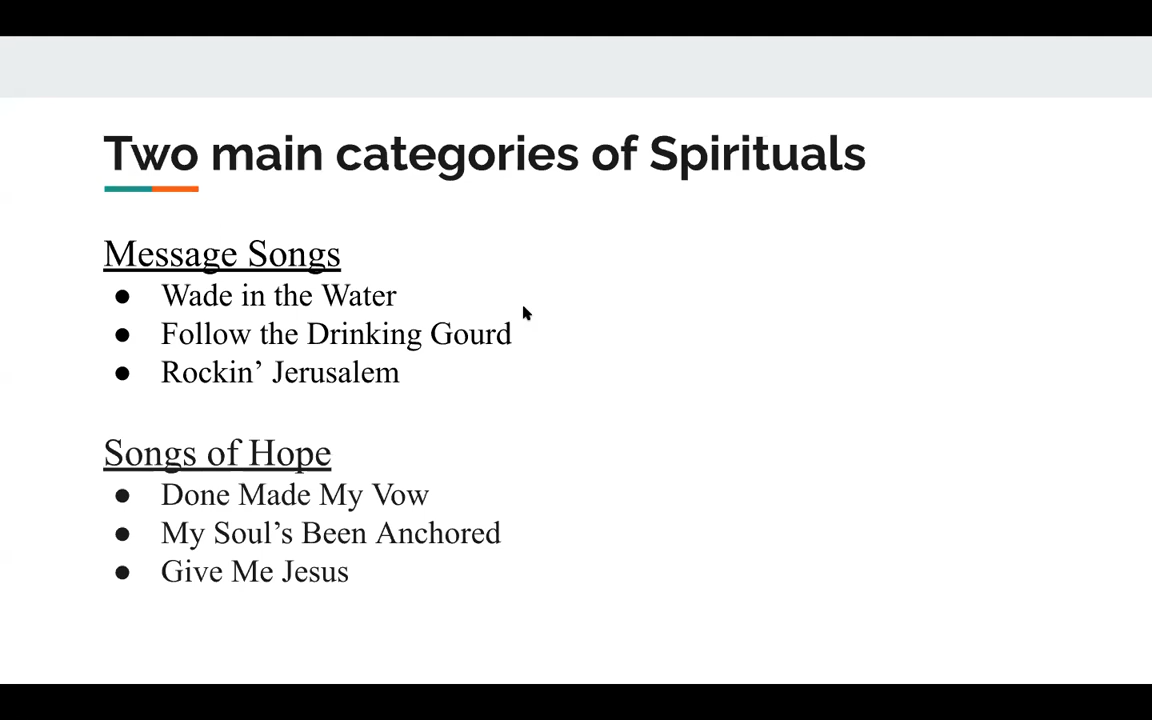 Two main categories of Spirituals
Message Songs
● Wade in the Water
● Follow the Drinking Gourd
● Rockin’ Jerusalem
Songs of Hope
● Done Made My Vow
● My Soul’s Been Anchored
● Give Me Jesus